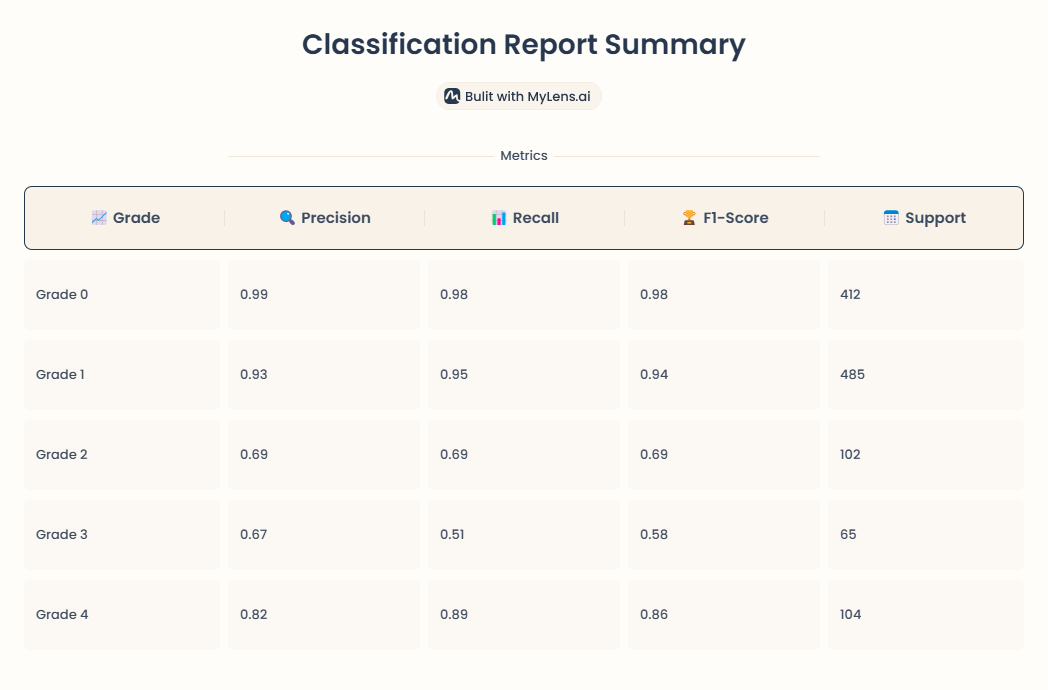 Classification Report Summary
Bulit with MyLens.ai
Metrics
Grade Precision Recall F1-Score Support
Grade 0 0.99 0.98 0.98 412
Grade 1 0.93 0.95 0.94 485
Grade 2 0.69 0.69 0.69 102
Grade 3 0.67 0.51 0.58 65
Grade 4 0.82 0.89 0.86 104